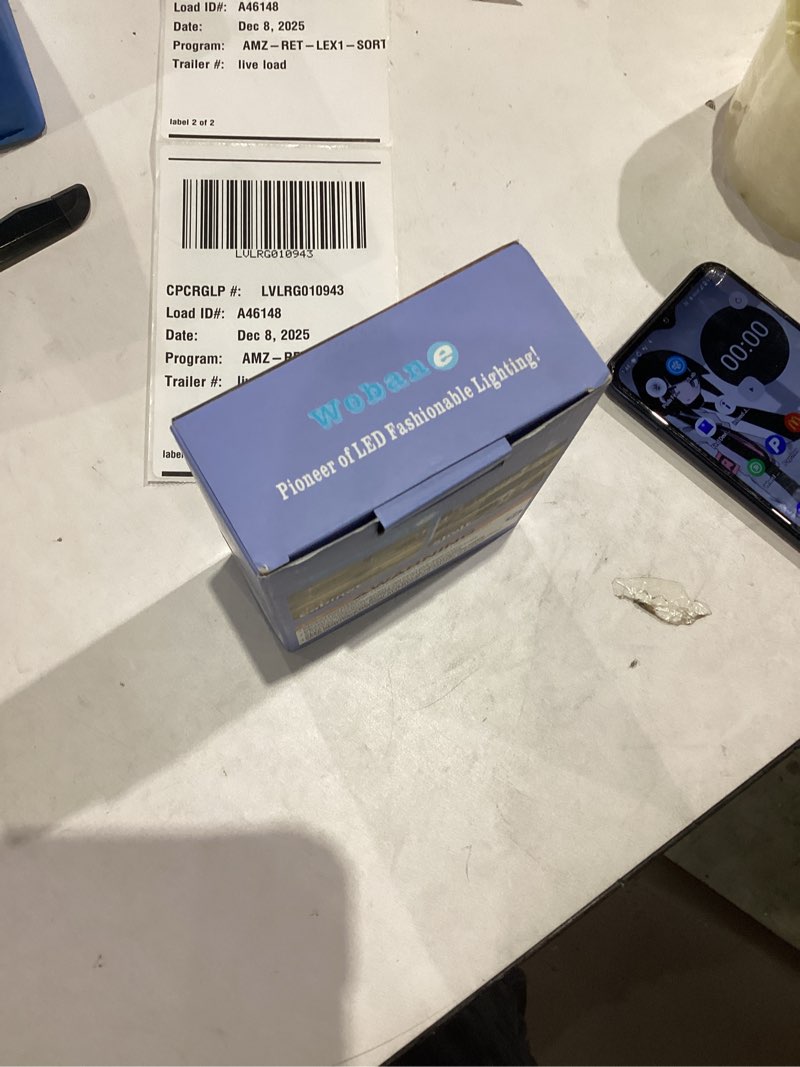 Load ID#: A46148
Date: Dec 8, 2025
Program: AMZ-RET-LEX1-SORT
Trailer #: live load
label 2 of 2
LVLRG010943
CPCRGLP #: LVLRG010943
Load ID#: A46148
Date: Dec 8, 2025
Program:
Trailer #:
wobane
Pioneer of LED Fashionable Lighting!
00:00